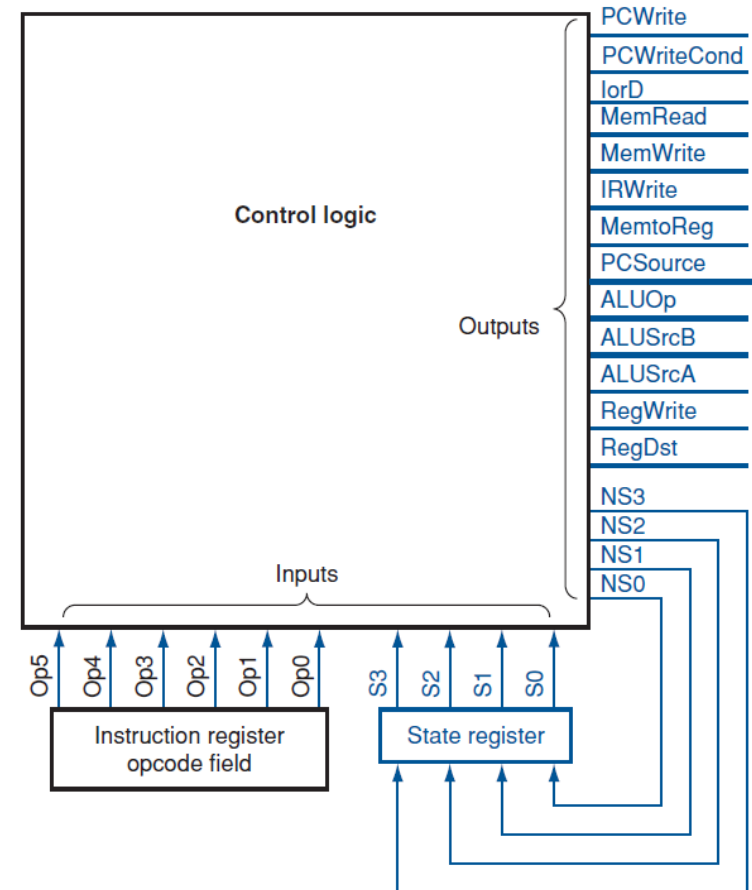 PCWrite
PCWriteCond
IorD
MemRead
MemWrite
IRWrite
MemtoReg
PCSource
ALUOp
ALUSrcB
ALUSrcA
RegWrite
RegDst
NS3
NS2
NS1
NS0
Control logic
Outputs
Inputs
Op5 Op4 Op3 Op2 Op1 Op0
S3 S2 S1 S0
Instruction register
opcode field
State register